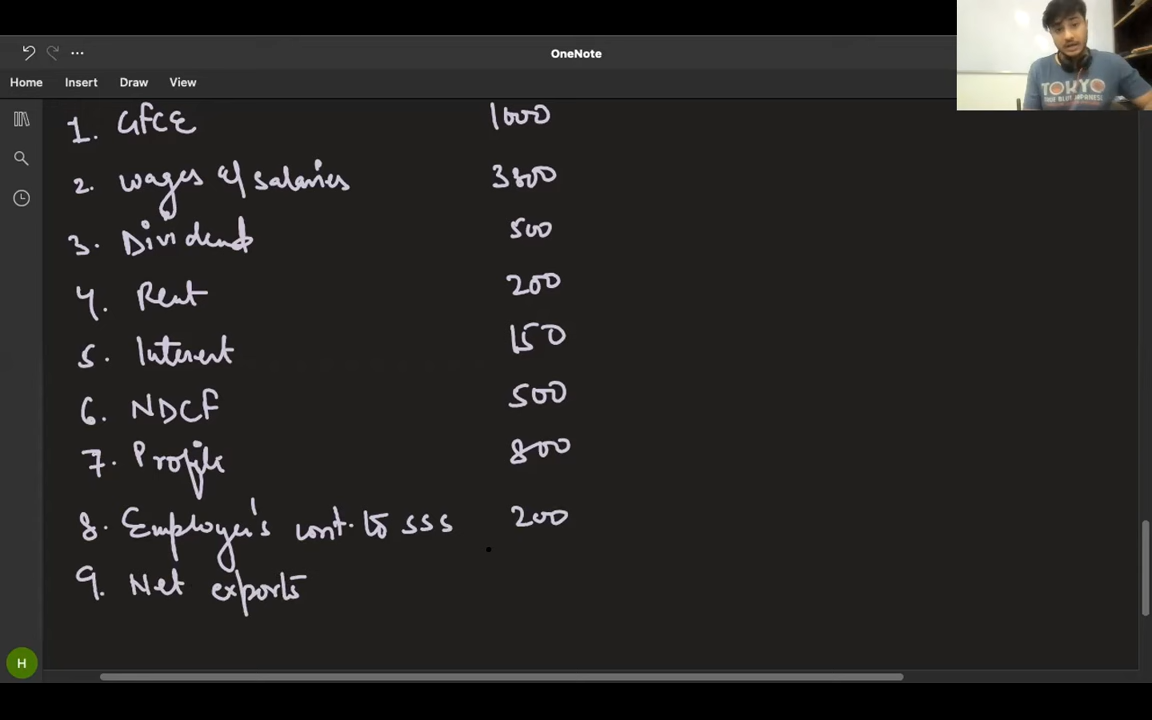 OneNote
Home Insert Draw View
1. GFCE 1000
2. wages & salaries 3800
3. Dividend 500
4. Rent 200
5. Interest 150
6. NDCF 500
7. Profits 800
8. Employer's cont. to SSS 200
9. Net exports
H
TOKYO